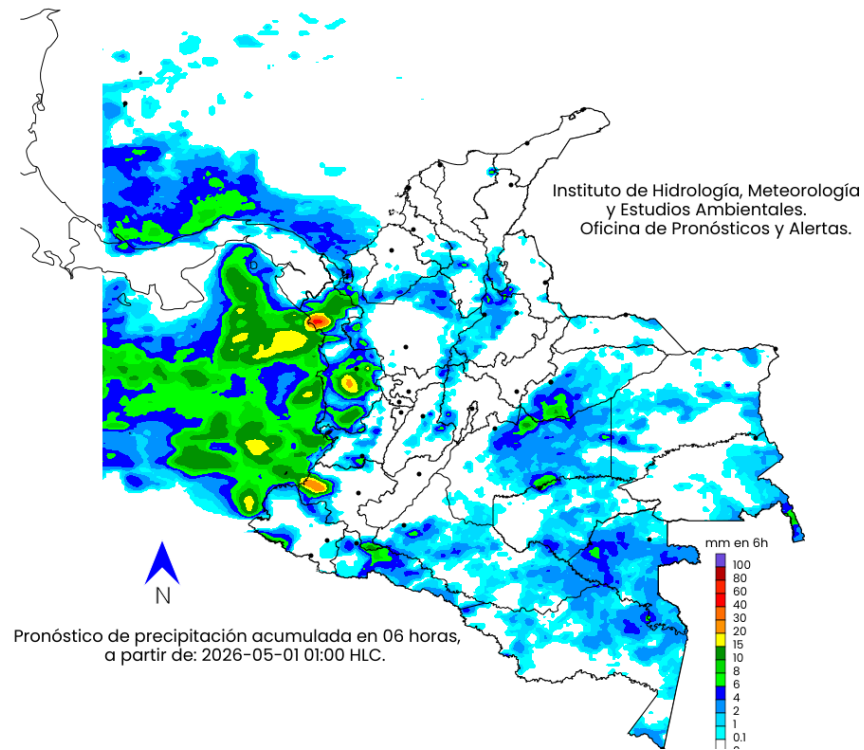 Instituto de Hidrología, Meteorología
y Estudios Ambientales.
Oficina de Pronósticos y Alertas.
N
Pronóstico de precipitación acumulada en 06 horas,
a partir de: 2026-05-01 01:00 HLC.
mm en 6h
100
80
60
40
30
20
15
10
8
6
4
2
1
0.1
0